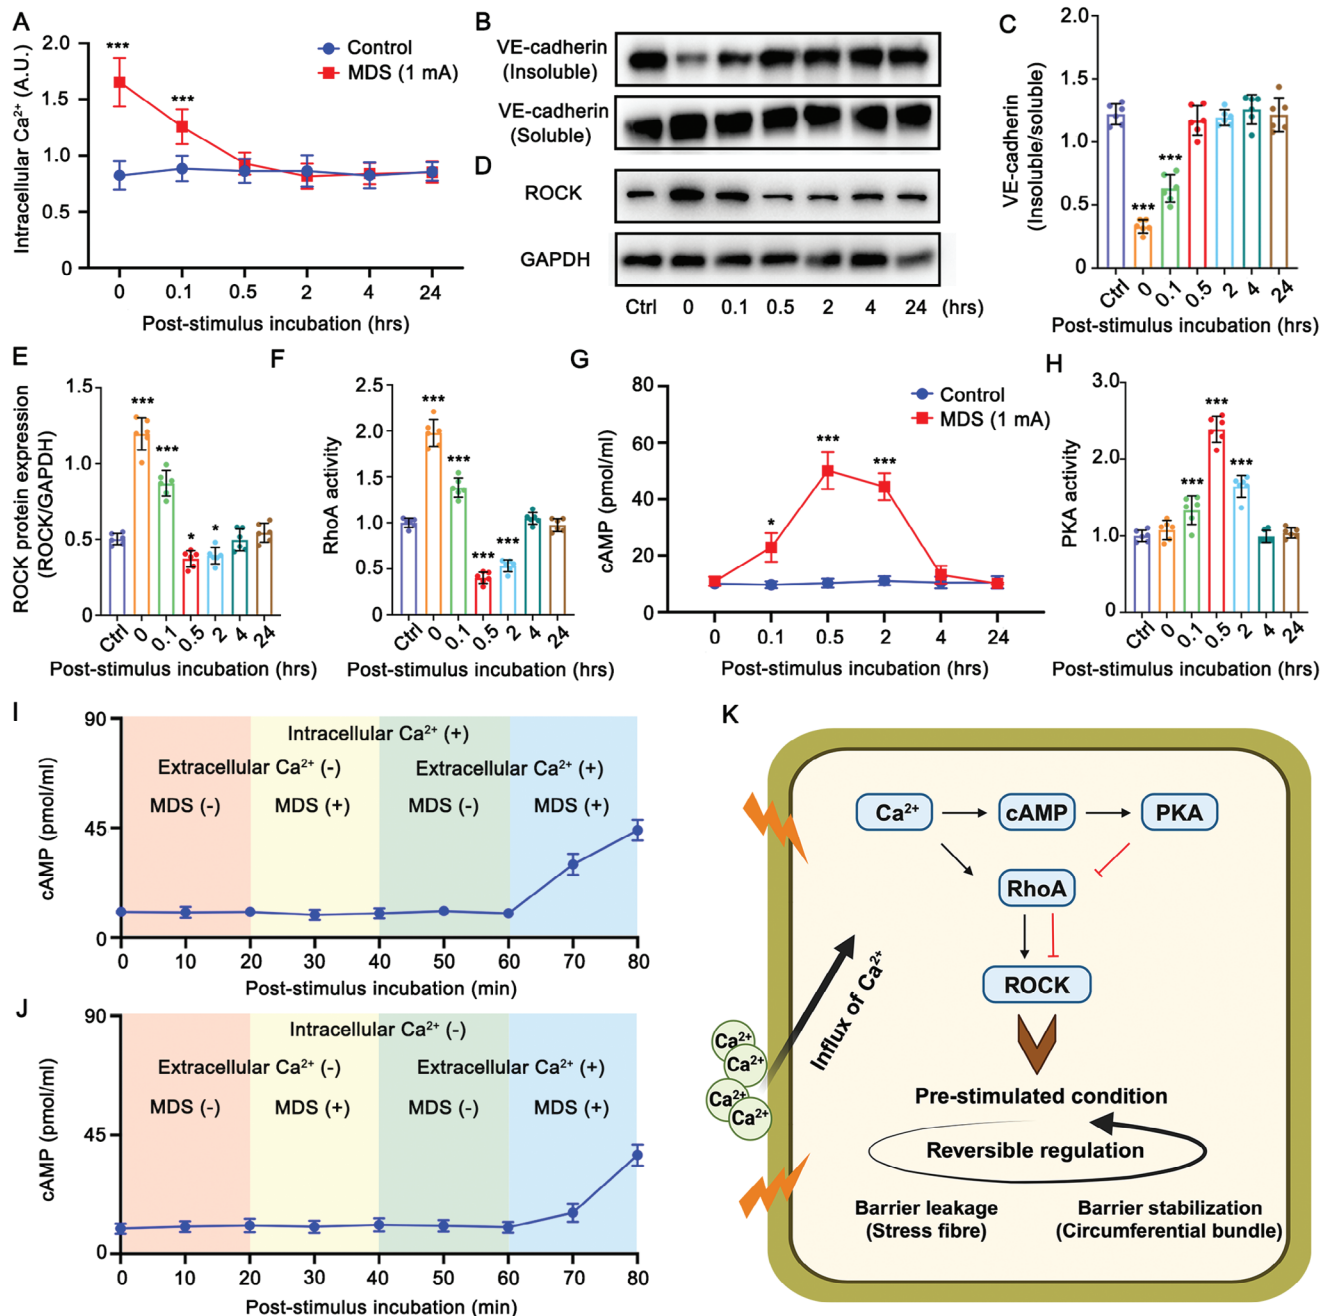 A
Intracellular Ca²⁺ (A.U.)
2.0
1.5
1.0
0.5
0
***
***
Control
MDS (1 mA)
0 0.1 0.5 2 4 24
Post-stimulus incubation (hrs)
B
VE-cadherin
(Insoluble)
VE-cadherin
(Soluble)
D
ROCK
GAPDH
Ctrl 0 0.1 0.5 2 4 24 (hrs)
C
VE-cadherin
(Insoluble/soluble)
2.0
1.5
1.0
0.5
0
***
***
Ctrl 0 0.1 0.5 2 4 24
Post-stimulus incubation (hrs)
E
ROCK protein expression
(ROCK/GAPDH)
1.5
1.0
0.5
0
***
***
*
*
Ctrl 0 0.1 0.5 2 4 24
Post-stimulus incubation (hrs)
F
RhoA activity
2.5
2.0
1.5
1.0
0.5
0
***
***
***
***
Ctrl 0 0.1 0.5 2 4 24
Post-stimulus incubation (hrs)
G
cAMP (pmol/ml)
80
60
40
20
0
*
***
***
Control
MDS (1 mA)
0 0.1 0.5 2 4 24
Post-stimulus incubation (hrs)
H
PKA activity
3.0
2.0
1.0
0
***
***
***
Ctrl 0 0.1 0.5 2 4 24
Post-stimulus incubation (hrs)
I
cAMP (pmol/ml)
90
45
0
Intracellular Ca²⁺ (+)
Extracellular Ca²⁺ (-) Extracellular Ca²⁺ (+)
MDS (-) MDS (+) MDS (-) MDS (+)
0 10 20 30 40 50 60 70 80
Post-stimulus incubation (min)
J
cAMP (pmol/ml)
90
45
0
Intracellular Ca²⁺ (-)
Extracellular Ca²⁺ (-) Extracellular Ca²⁺ (+)
MDS (-) MDS (+) MDS (-) MDS (+)
0 10 20 30 40 50 60 70 80
Post-stimulus incubation (min)
K
Ca²⁺ cAMP PKA
RhoA
ROCK
Influx of Ca²⁺
Ca²⁺
Ca²⁺
Ca²⁺
Ca²⁺
Pre-stimulated condition
Reversible regulation
Barrier leakage
(Stress fibre)
Barrier stabilization
(Circumferential bundle)